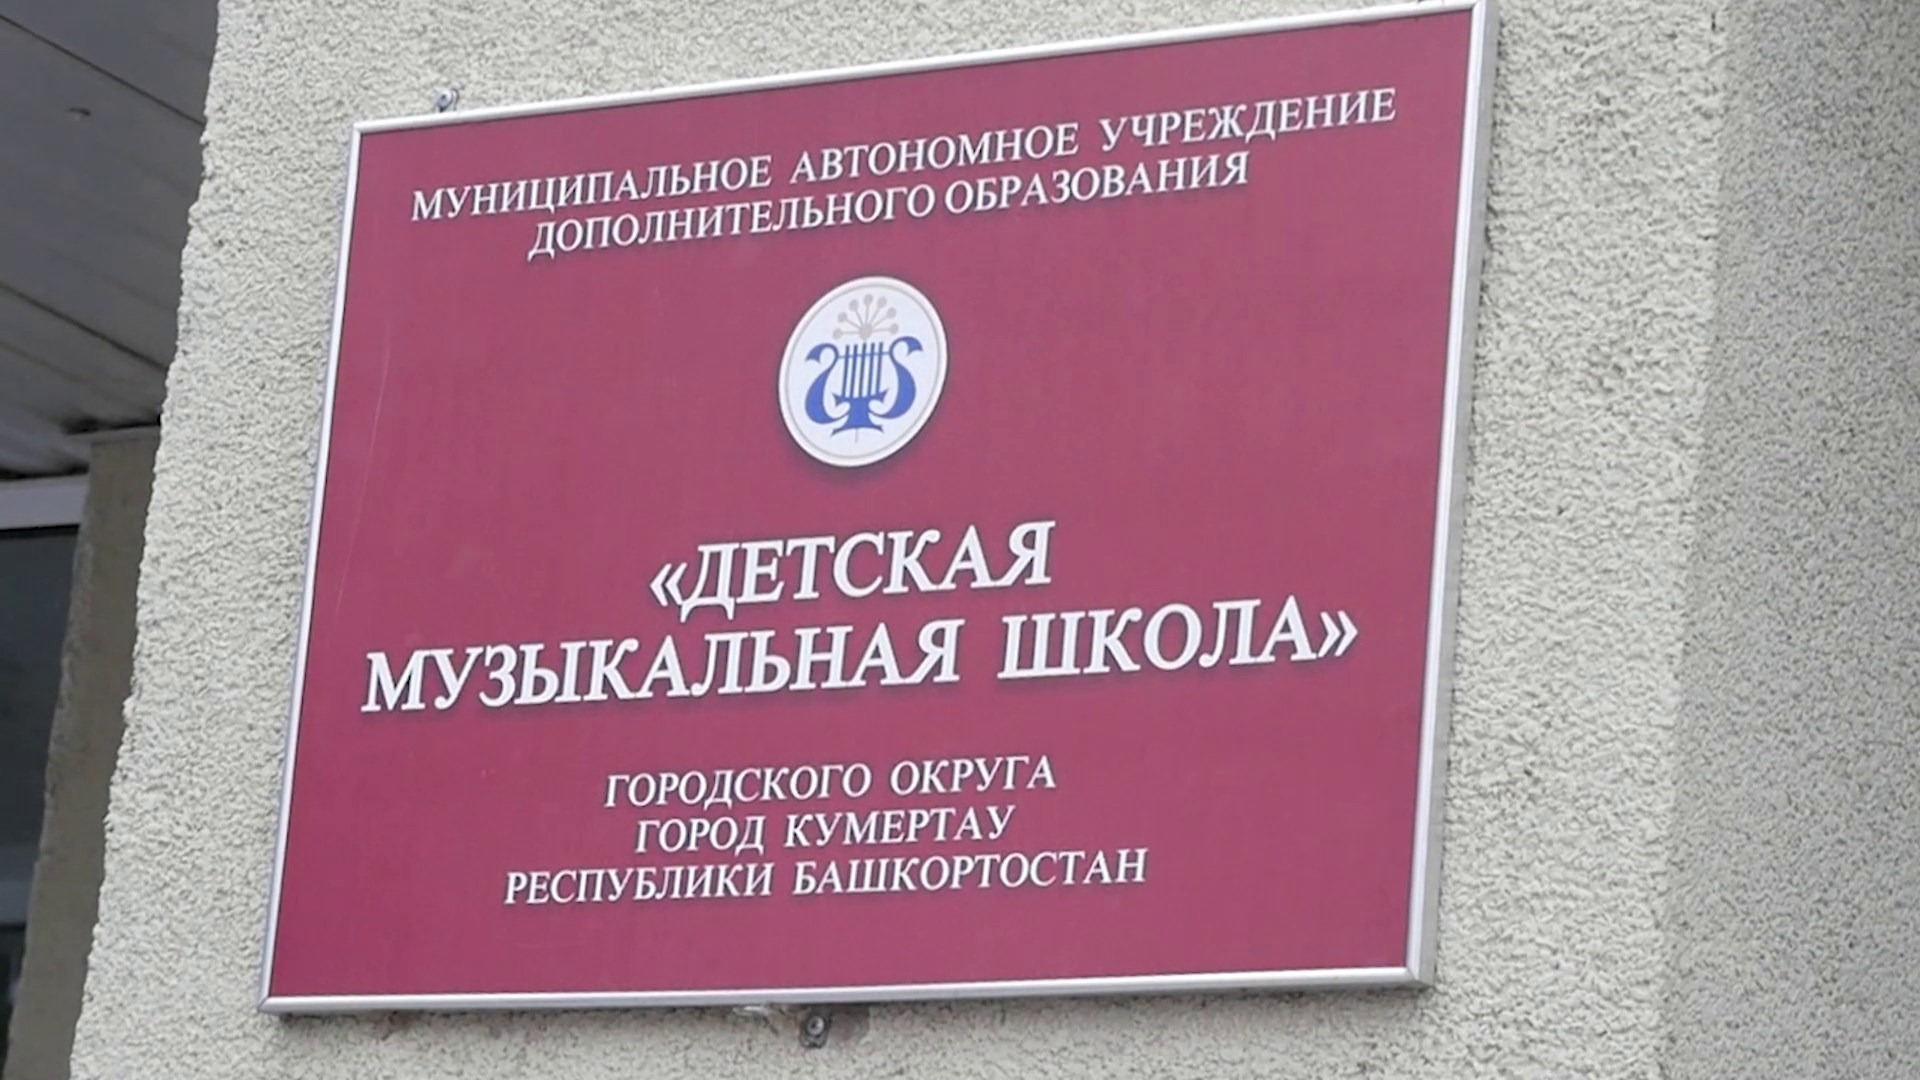 МУНИЦИПАЛЬНОЕ АВТОНОМНОЕ УЧРЕЖДЕНИЕ
ДОПОЛНИТЕЛЬНОГО ОБРАЗОВАНИЯ
«ДЕТСКАЯ
МУЗЫКАЛЬНАЯ ШКОЛА»
ГОРОДСКОГО ОКРУГА
ГОРОД КУМЕРТАУ
РЕСПУБЛИКИ БАШКОРТОСТАН